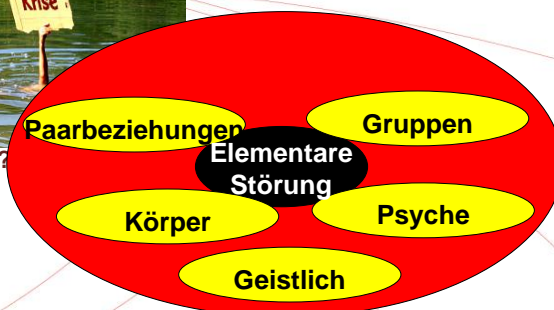 Krise
Paarbeziehungen
Gruppen
?
Elementare
Störung
Körper
Psyche
Geistlich